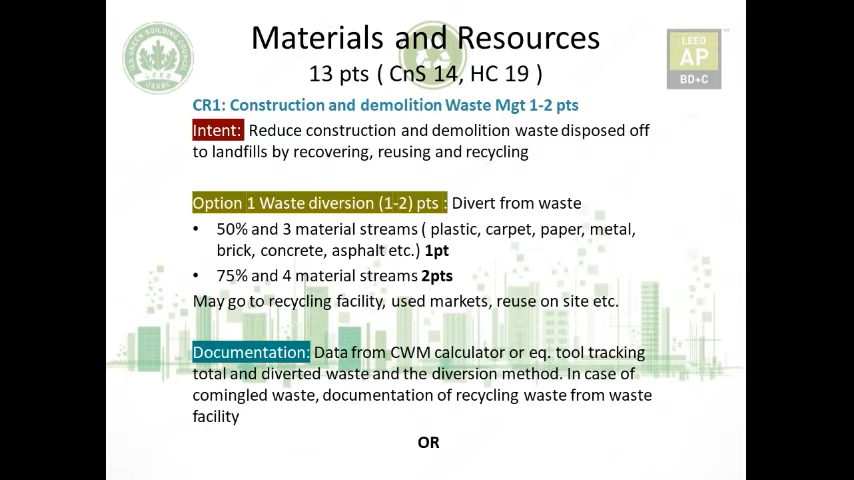 Materials and Resources
13 pts ( CnS 14, HC 19 )
LEED
AP
BD+C
CR1: Construction and demolition Waste Mgt 1-2 pts
Intent: Reduce construction and demolition waste disposed off
to landfills by recovering, reusing and recycling
Option 1 Waste diversion (1-2) pts : Divert from waste
• 50% and 3 material streams ( plastic, carpet, paper, metal,
brick, concrete, asphalt etc.) 1pt
• 75% and 4 material streams 2pts
May go to recycling facility, used markets, reuse on site etc.
Documentation: Data from CWM calculator or eq. tool tracking
total and diverted waste and the diversion method. In case of
comingled waste, documentation of recycling waste from waste
facility
OR